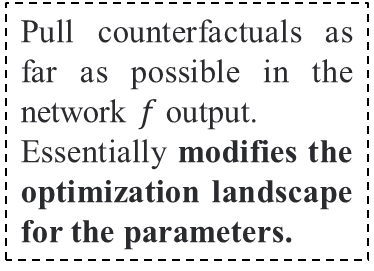 Pull counterfactuals as
far as possible in the
network f output.
Essentially modifies the
optimization landscape
for the parameters.